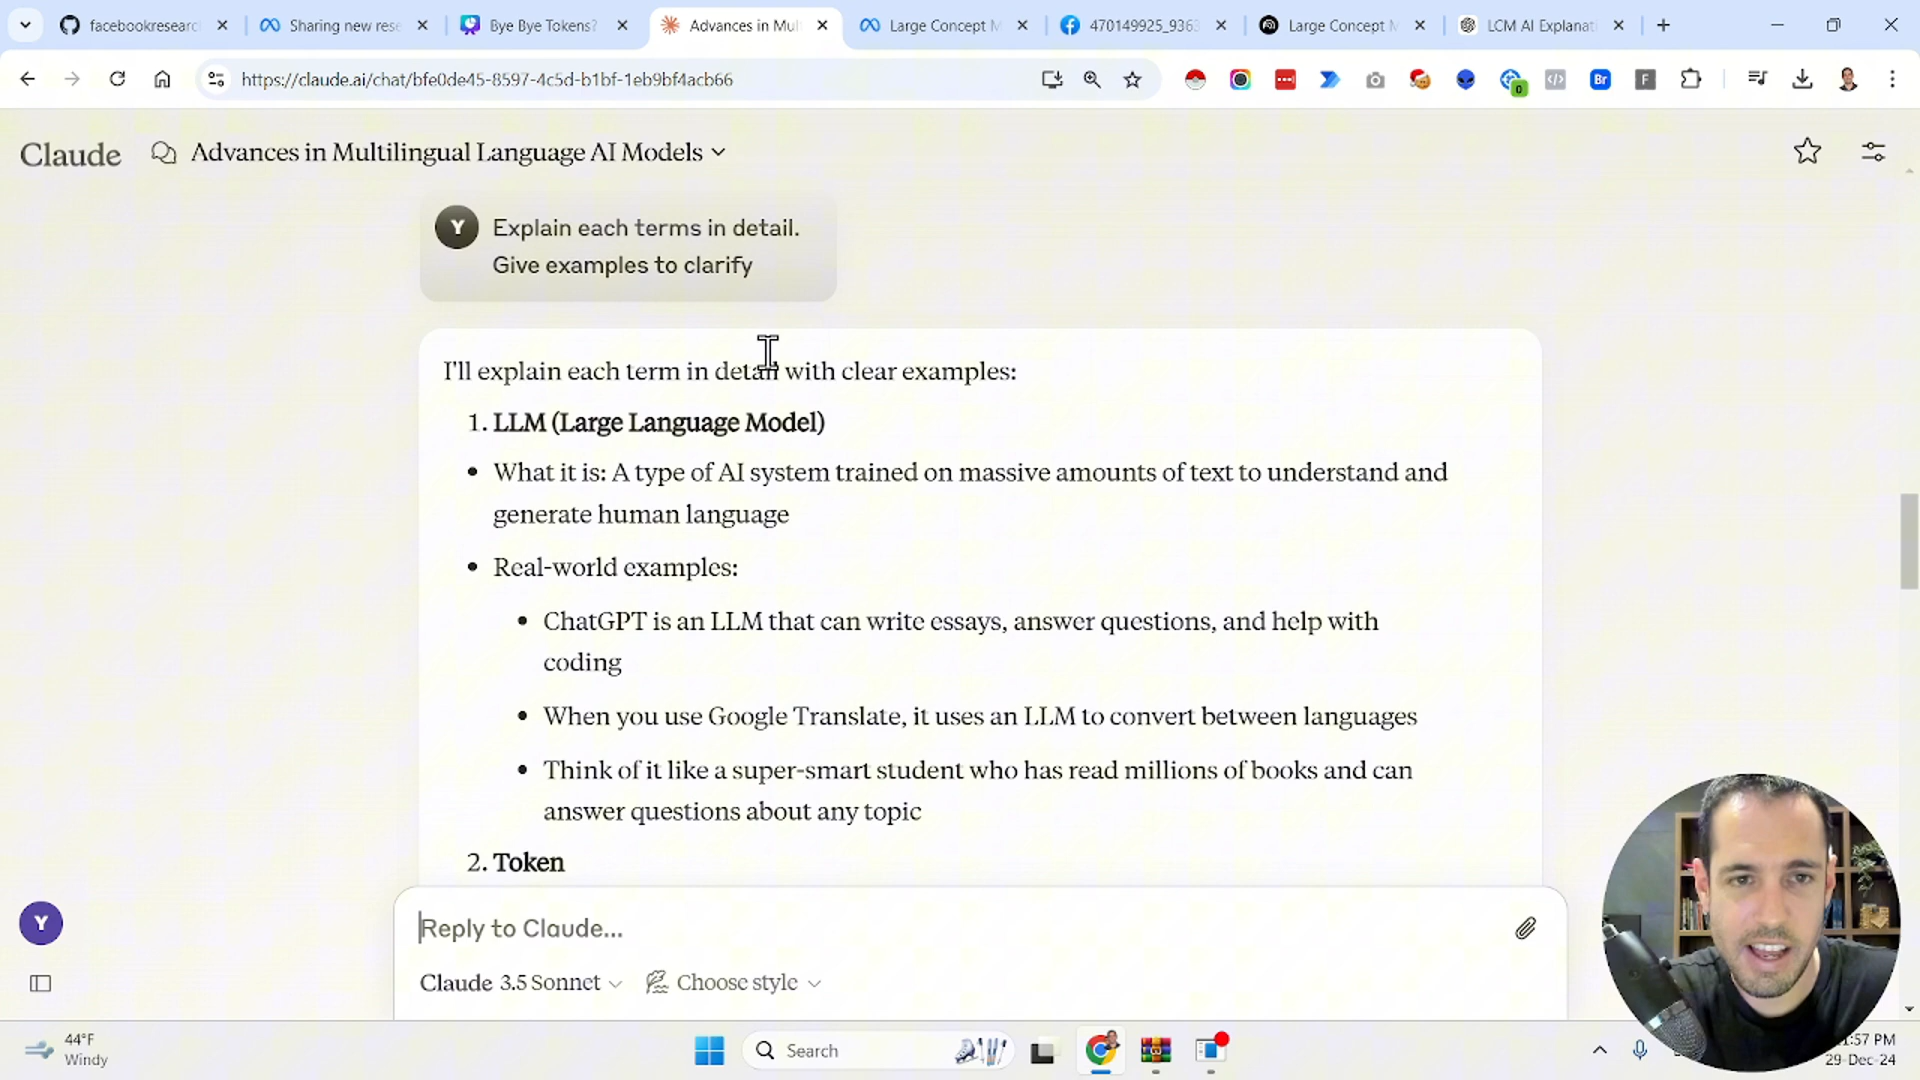 facebookresearc
Sharing new rese
Bye Bye Tokens?
Advances in Mul
Large Concept M
470149925_9363
Large Concept M
LCM AI Explanati
https://claude.ai/chat/bfe0de45-8597-4c5d-b1bf-1eb9bf4acb66
0
Br
F
Claude
Advances in Multilingual Language AI Models
Y
Explain each terms in detail.
Give examples to clarify
I'll explain each term in detail with clear examples:
1. LLM (Large Language Model)
• What it is: A type of AI system trained on massive amounts of text to understand and
generate human language
• Real-world examples:
• ChatGPT is an LLM that can write essays, answer questions, and help with
coding
• When you use Google Translate, it uses an LLM to convert between languages
• Think of it like a super-smart student who has read millions of books and can
answer questions about any topic
2. Token
Reply to Claude...
Claude 3.5 Sonnet
Choose style
Y
44°F
Windy
Search
:57 PM
29-Dec-24